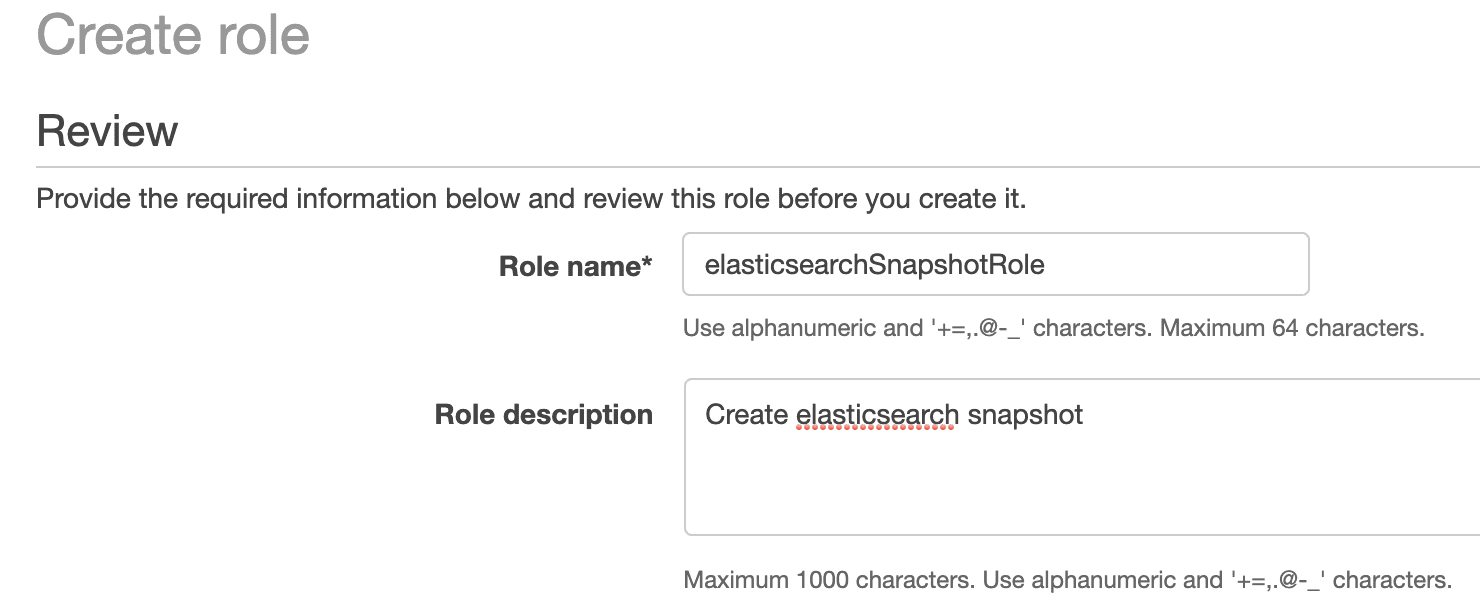 Create role
Review
Provide the required information below and review this role before you create it.
Role name* elasticsearchSnapshotRole
Use alphanumeric and '+=,.@-_' characters. Maximum 64 characters.
Role description Create elasticsearch snapshot
Maximum 1000 characters. Use alphanumeric and '+=,.@-_' characters.